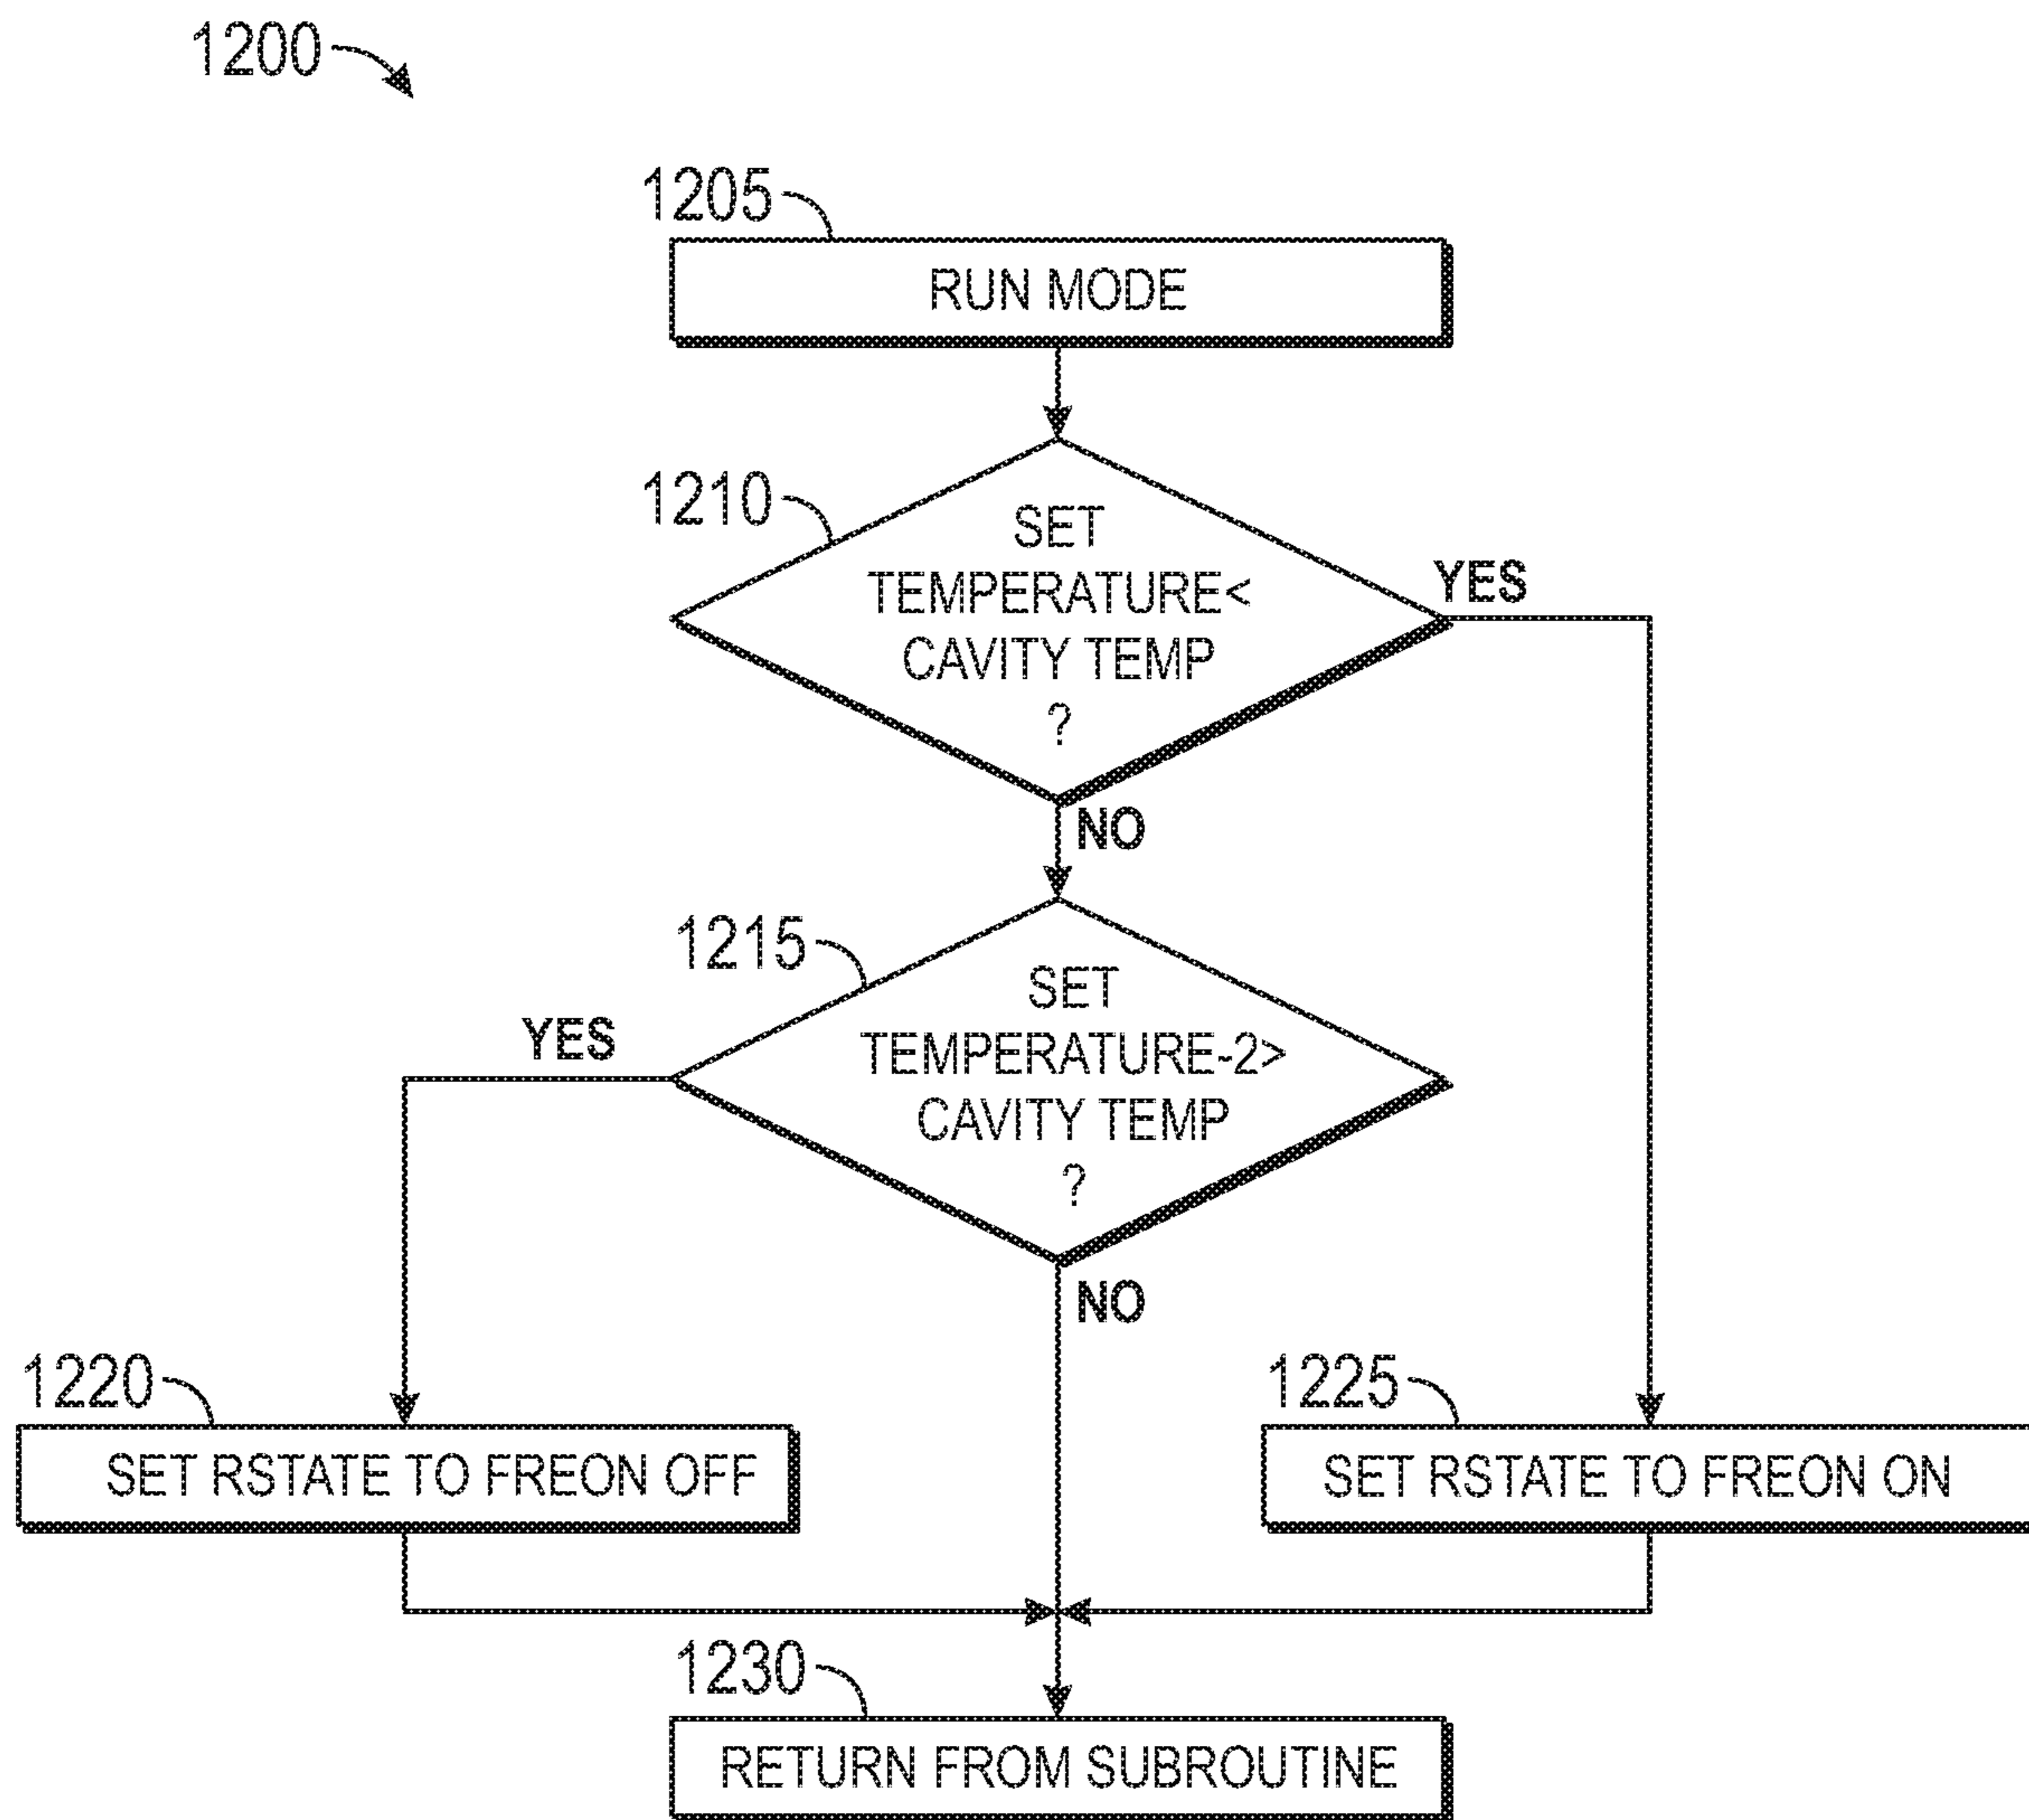 1200
1205
RUN MODE
1210
SET
TEMPERATURE<
CAVITY TEMP
?
YES
NO
1215
SET
TEMPERATURE-2>
CAVITY TEMP
?
YES
NO
1220
SET RSTATE TO FREON OFF
1225
SET RSTATE TO FREON ON
1230
RETURN FROM SUBROUTINE